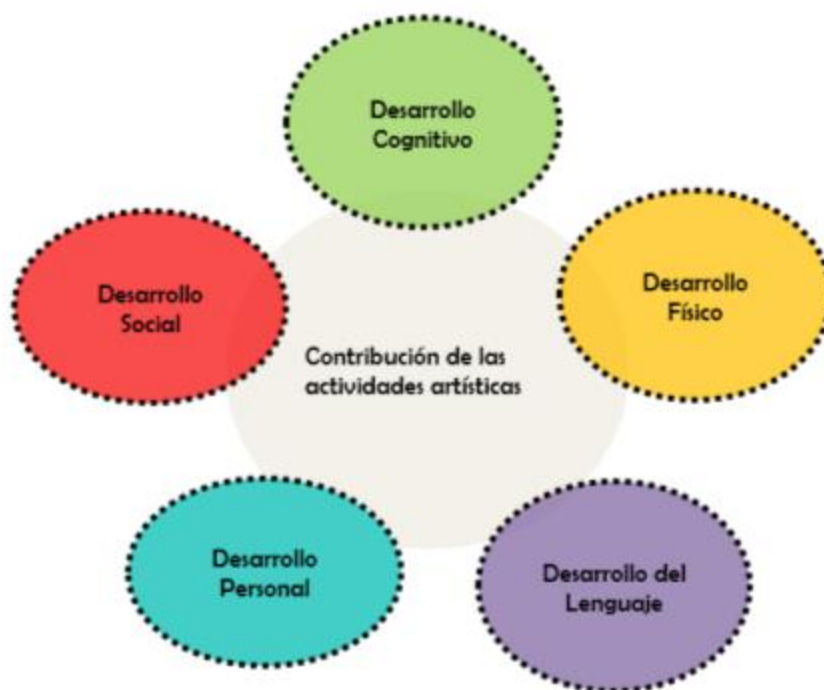 Desarrollo
Cognitivo
Desarrollo
Social
Desarrollo
Físico
Contribución de las
actividades artísticas
Desarrollo
Personal
Desarrollo del
Lenguaje